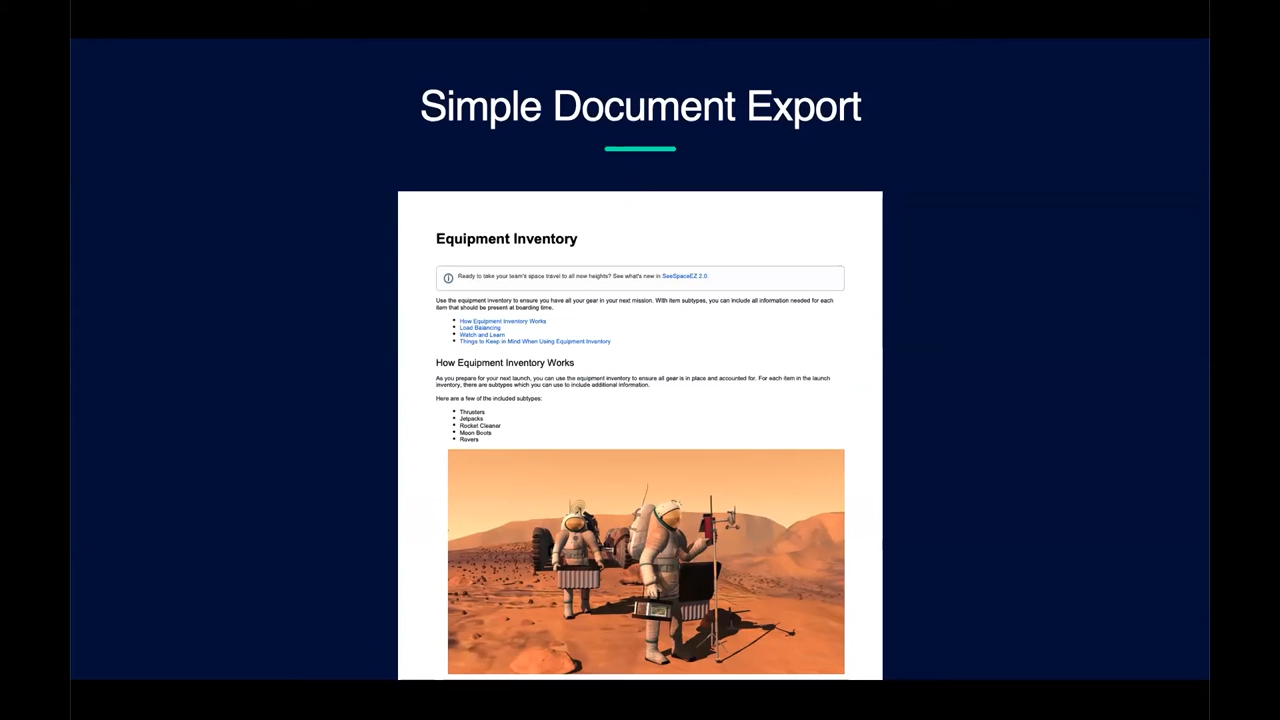 Simple Document Export
Equipment Inventory
Ready to take your team's space travel to all new heights? See what's new in SeeSpaceEZ 2.0.
Use the equipment inventory to ensure you have all your gear in your next mission. With item subtypes, you can include all information needed for each
item that should be present at boarding time.
How Equipment Inventory Works
Load Balancing
Watch and Learn
Things to Keep in Mind When Using Equipment Inventory
How Equipment Inventory Works
As you prepare for your next launch, you can use the equipment inventory to ensure all gear is in place and accounted for. For each item in the launch
inventory, there are subtypes which you can use to include additional information.
Here are a few of the included subtypes:
Thrusters
Jetpacks
Rocket Cleaner
Moon Boots
Rovers